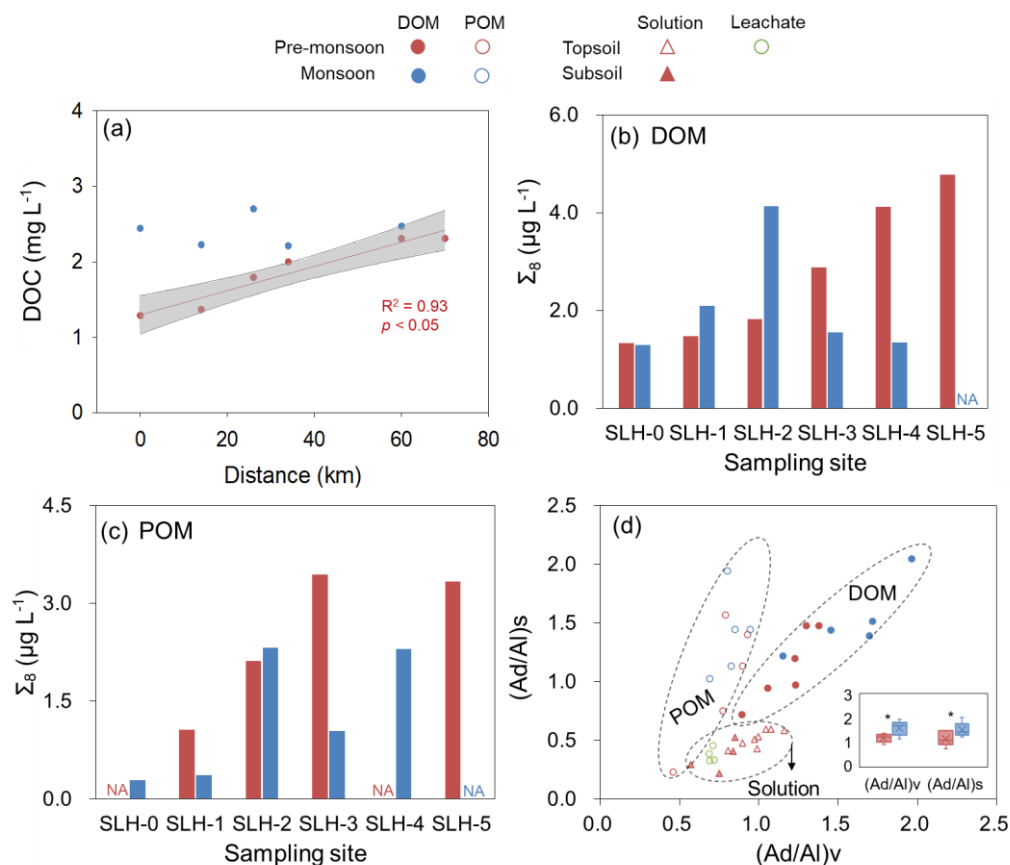 DOM POM
Pre-monsoon
Monsoon
Solution Leachate
Topsoil
Subsoil
(a)
DOC (mg L⁻¹)
4
3
2
1
0
R² = 0.93
p < 0.05
0 20 40 60 80
Distance (km)
(b) DOM
Σ₈ (µg L⁻¹)
6.0
4.0
2.0
0.0
NA
SLH-0 SLH-1 SLH-2 SLH-3 SLH-4 SLH-5
Sampling site
(c) POM
Σ₈ (µg L⁻¹)
4.5
3.0
1.5
0.0
NA NA NA
SLH-0 SLH-1 SLH-2 SLH-3 SLH-4 SLH-5
Sampling site
(d)
(Ad/Al)s
2.5
2.0
1.5
1.0
0.5
0.0
DOM
POM
Solution
3
2
1
0
* *
(Ad/Al)v (Ad/Al)s
0.0 0.5 1.0 1.5 2.0 2.5
(Ad/Al)v